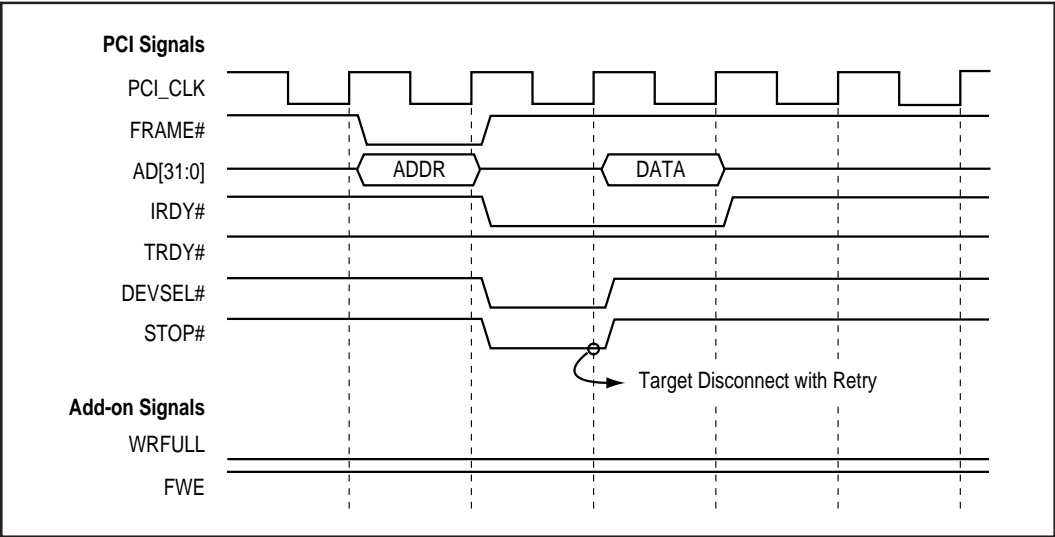 PCI Signals
PCI_CLK
FRAME#
AD[31:0] ADDR DATA
IRDY#
TRDY#
DEVSEL#
STOP#
Target Disconnect with Retry
Add-on Signals
WRFULL
FWE